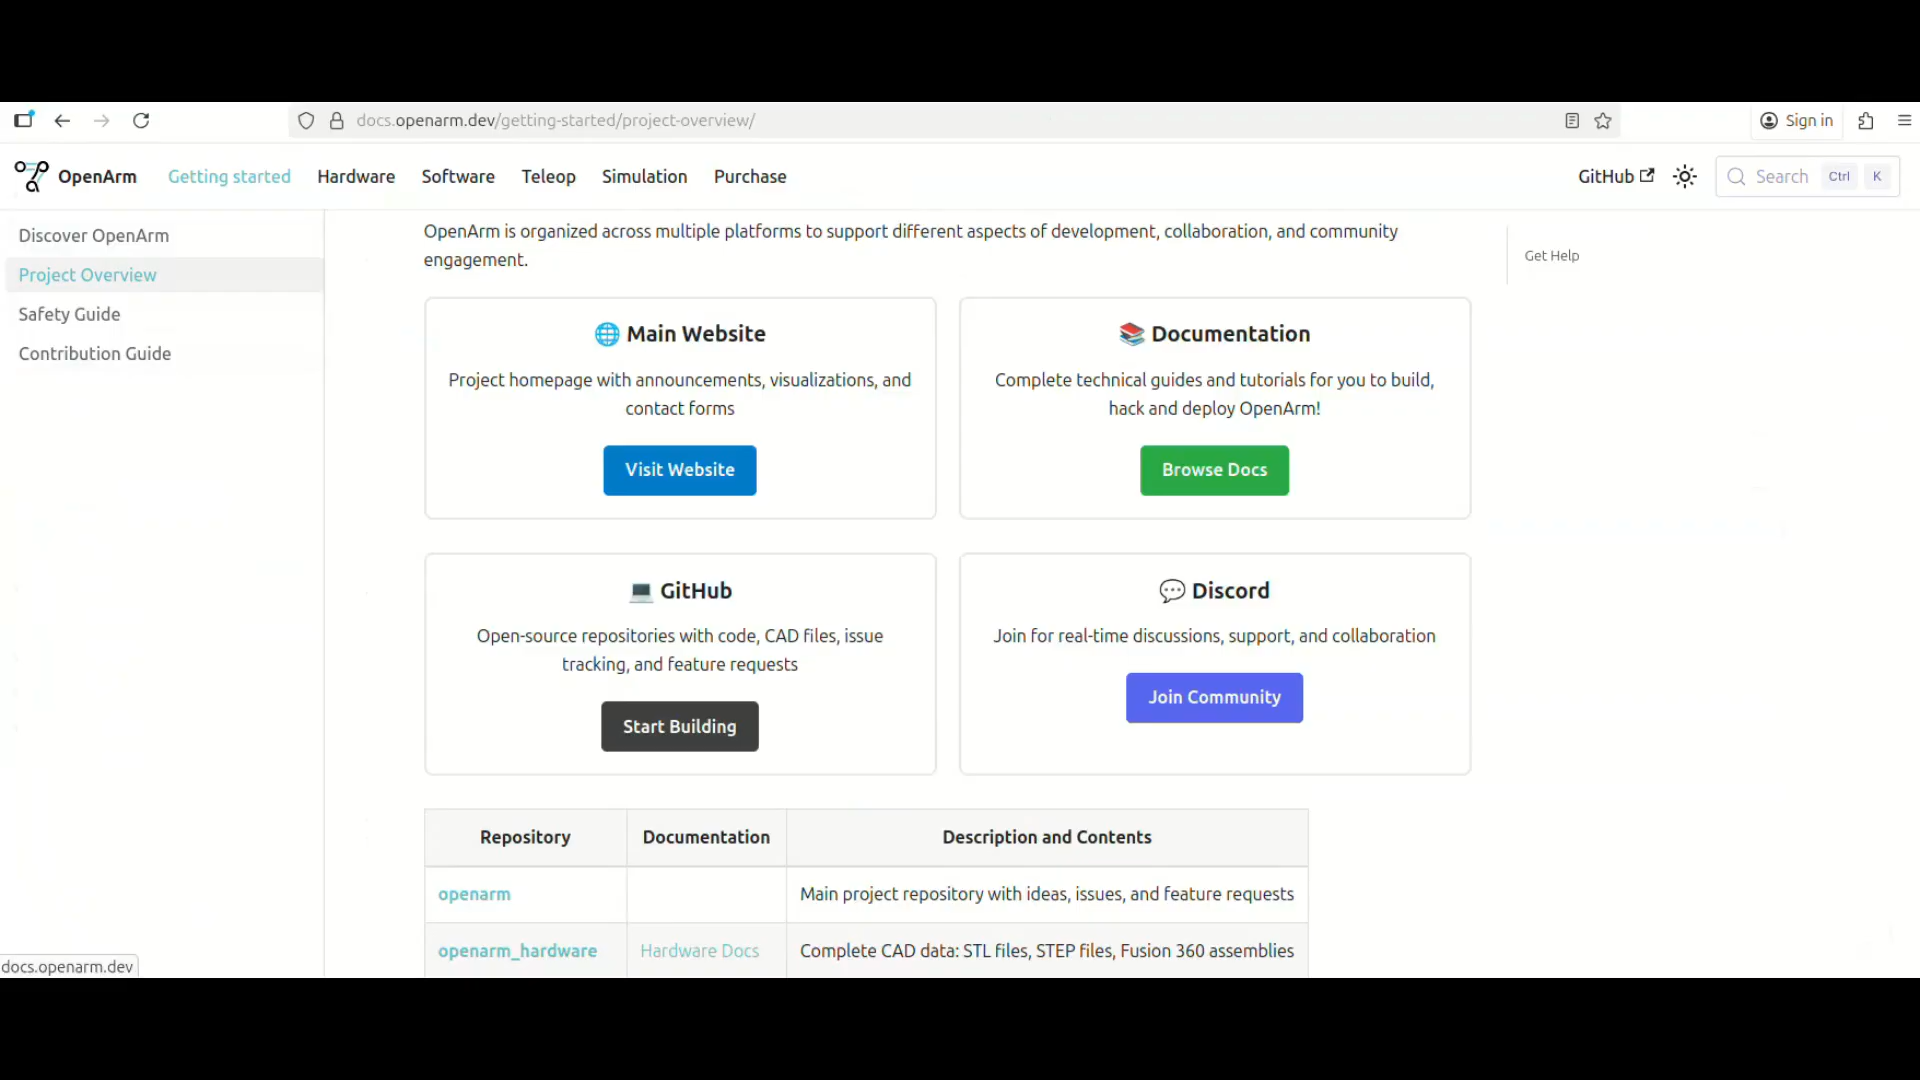 docs.openarm.dev/getting-started/project-overview/
Sign in
OpenArm
Getting started
Hardware
Software
Teleop
Simulation
Purchase
GitHub
Search
Ctrl
K
Discover OpenArm
Project Overview
Safety Guide
Contribution Guide
OpenArm is organized across multiple platforms to support different aspects of development, collaboration, and community
engagement.
Get Help
Main Website
Project homepage with announcements, visualizations, and
contact forms
Visit Website
Documentation
Complete technical guides and tutorials for you to build,
hack and deploy OpenArm!
Browse Docs
GitHub
Open-source repositories with code, CAD files, issue
tracking, and feature requests
Start Building
Discord
Join for real-time discussions, support, and collaboration
Join Community
Repository Documentation Description and Contents
openarm Main project repository with ideas, issues, and feature requests
openarm_hardware Hardware Docs Complete CAD data: STL files, STEP files, Fusion 360 assemblies
docs.openarm.dev